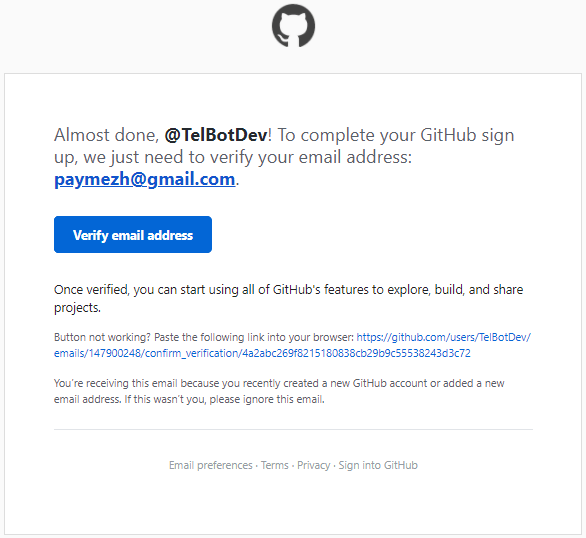 Almost done, @TelBotDev! To complete your GitHub sign
up, we just need to verify your email address:
paymezh@gmail.com.
Verify email address
Once verified, you can start using all of GitHub's features to explore, build, and share
projects.
Button not working? Paste the following link into your browser: https://github.com/users/TelBotDev/
emails/147900248/confirm_verification/4a2abc269f8215180838cb29b9c55538243d3c72
You're receiving this email because you recently created a new GitHub account or added a new
email address. If this wasn't you, please ignore this email.
Email preferences · Terms · Privacy · Sign into GitHub